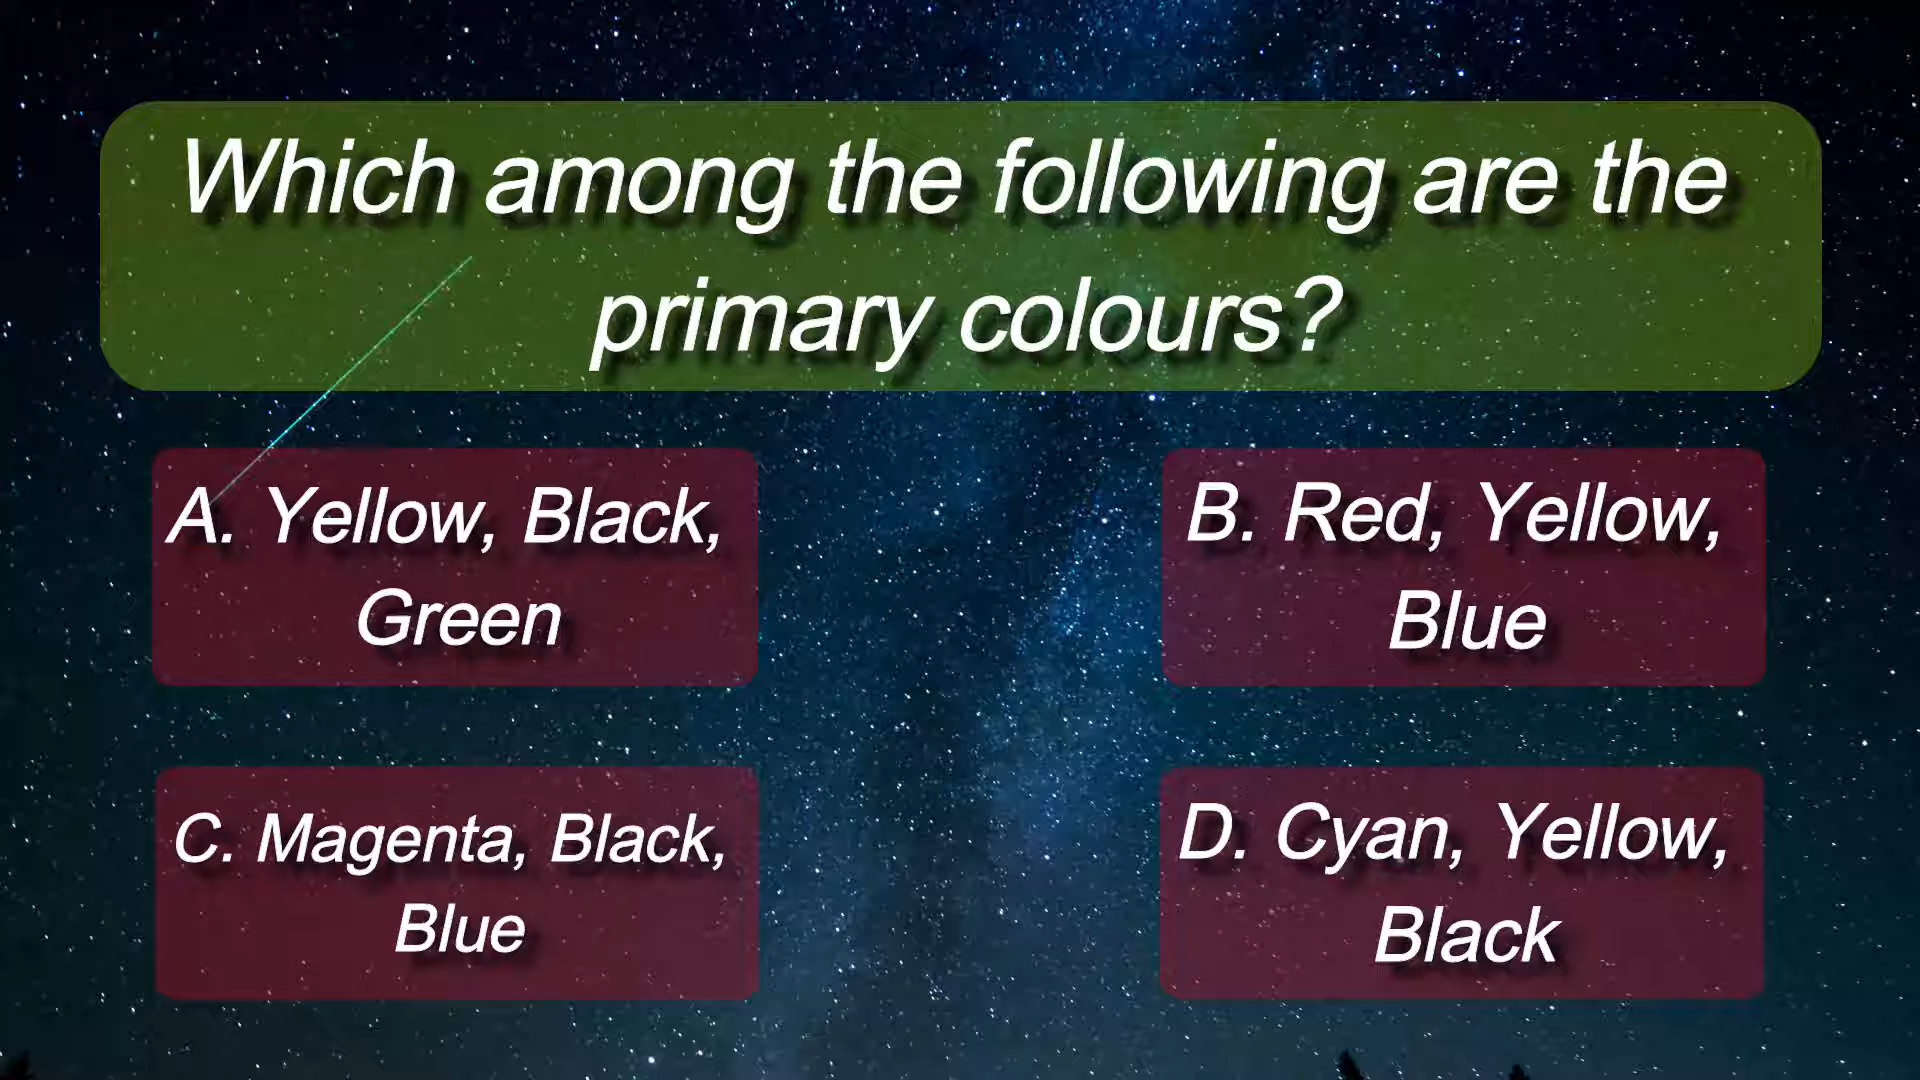 Which among the following are the
primary colours?
A. Yellow, Black,
Green
B. Red, Yellow,
Blue
C. Magenta, Black,
Blue
D. Cyan, Yellow,
Black